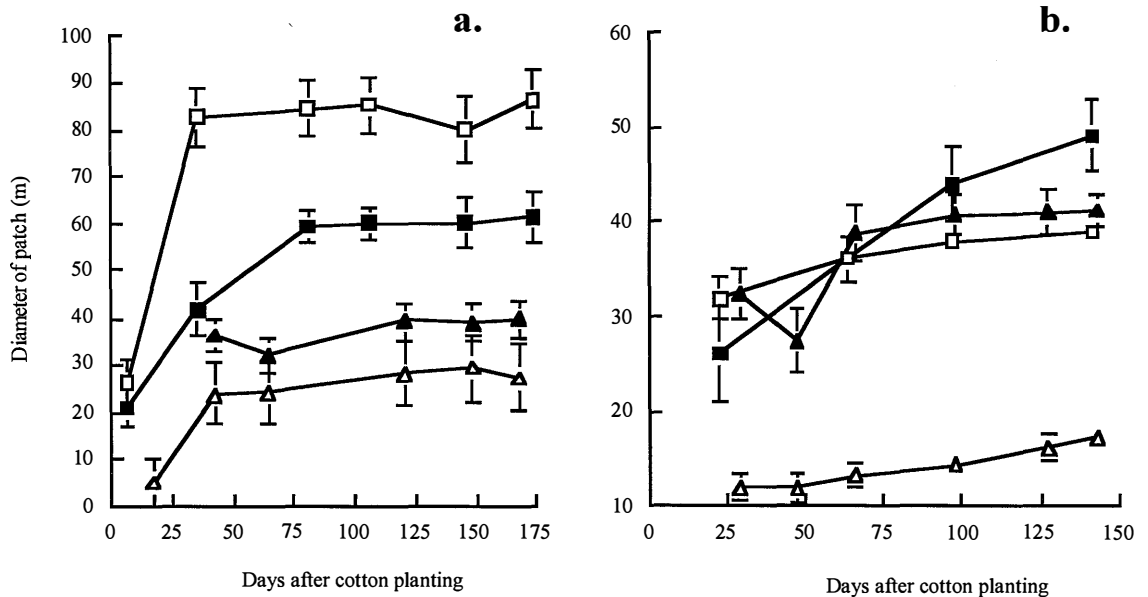 a.
100
90
80
70
60
50
40
30
20
10
0
0 25 50 75 100 125 150 175
Diameter of patch (m)
Days after cotton planting
b.
60
50
40
30
20
10
0 25 50 75 100 125 150
Days after cotton planting